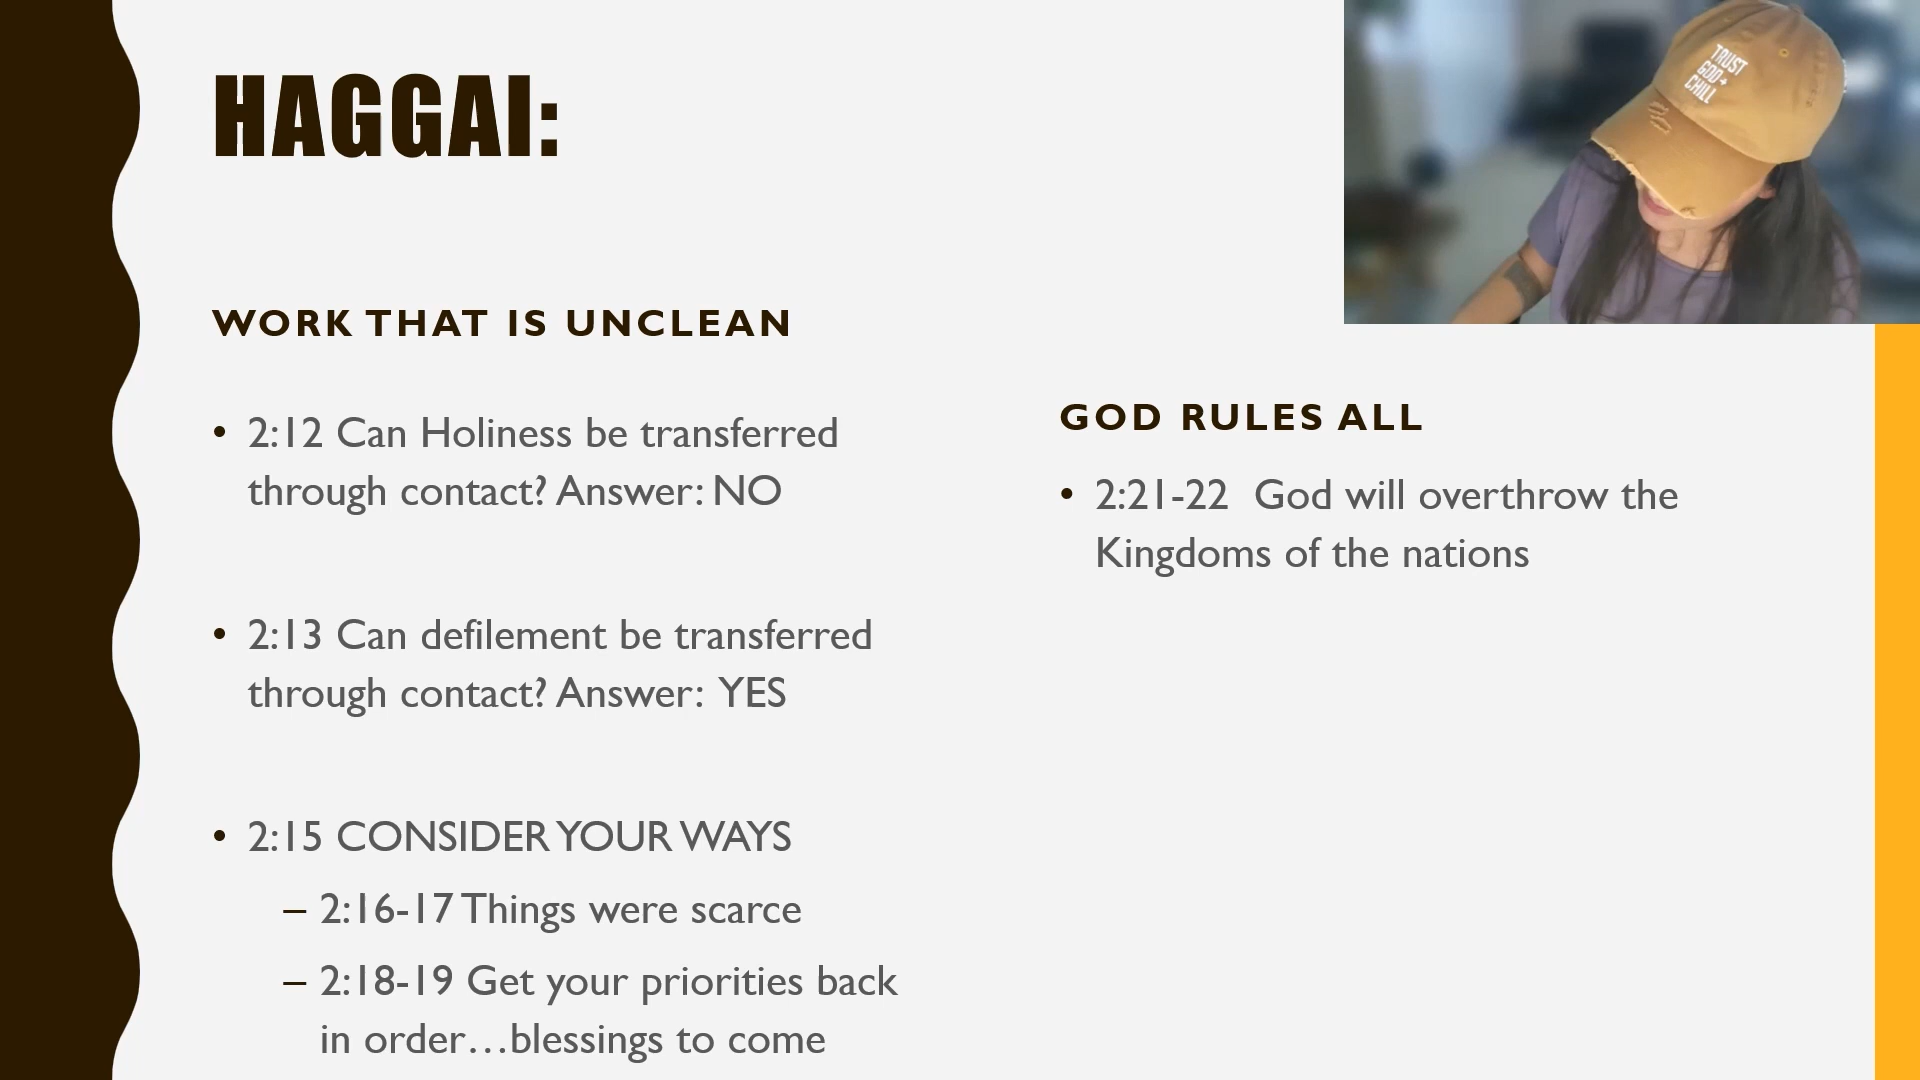 HAGGAI:
TRUST
GOD+
CHILL
WORK THAT IS UNCLEAN
• 2:12 Can Holiness be transferred
through contact? Answer: NO
• 2:13 Can defilement be transferred
through contact? Answer: YES
• 2:15 CONSIDER YOUR WAYS
– 2:16-17 Things were scarce
– 2:18-19 Get your priorities back
in order…blessings to come
GOD RULES ALL
• 2:21-22 God will overthrow the
Kingdoms of the nations